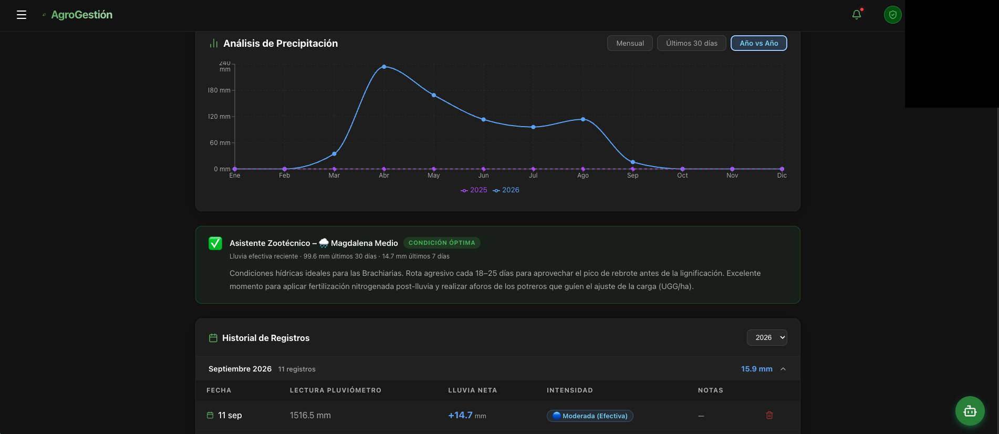 AgroGestión
Análisis de Precipitación
Mensual
Últimos 30 días
Año vs Año
240 mm
180 mm
120 mm
60 mm
0 mm
Ene Feb Mar Abr May Jun Jul Ago Sep Oct Nov Dic
2025 2026
Asistente Zootécnico – 🌧️ Magdalena Medio CONDICIÓN ÓPTIMA
Lluvia efectiva reciente · 99.6 mm últimos 30 días · 14.7 mm últimos 7 días
Condiciones hídricas ideales para las Brachiarias. Rota agresivo cada 18–25 días para aprovechar el pico de rebrote antes de la lignificación. Excelente
momento para aplicar fertilización nitrogenada post-lluvia y realizar aforos de los potreros que guíen el ajuste de la carga (UGG/ha).
Historial de Registros
2026
Septiembre 2026 11 registros 15.9 mm
FECHA LECTURA PLUVIÓMETRO LLUVIA NETA INTENSIDAD NOTAS
11 sep 1516.5 mm +14.7 mm 🔵 Moderada (Efectiva) —